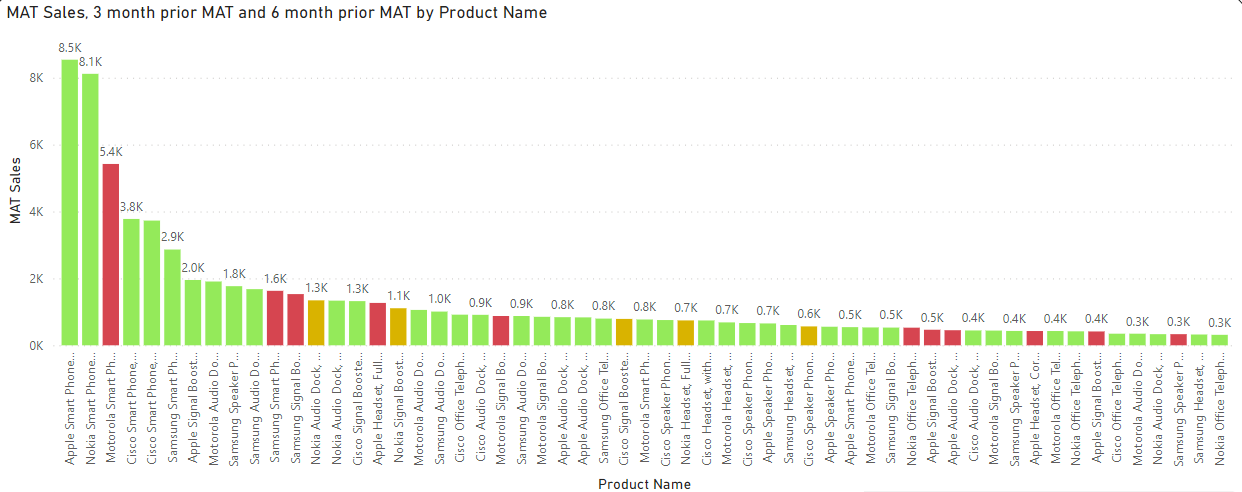 MAT Sales, 3 month prior MAT and 6 month prior MAT by Product Name
MAT Sales
8K
6K
4K
2K
0K
8.5K
8.1K
5.4K
3.8K
2.9K
2.0K
1.8K
1.6K
1.3K
1.3K
1.1K
1.0K
0.9K
0.9K
0.8K
0.8K
0.8K
0.7K
0.7K
0.7K
0.6K
0.5K
0.5K
0.5K
0.4K
0.4K
0.4K
0.4K
0.3K
0.3K
0.3K
Apple Smart Phone...
Nokia Smart Phone...
Motorola Smart Ph...
Cisco Smart Phone,...
Cisco Smart Phone,...
Samsung Smart Ph...
Apple Signal Boost...
Motorola Audio Do...
Samsung Speaker P...
Samsung Audio Do...
Samsung Smart Ph...
Samsung Signal Bo...
Nokia Audio Dock, ...
Nokia Audio Dock, ...
Cisco Signal Booste...
Apple Headset, Full...
Nokia Signal Boost...
Motorola Audio Do...
Samsung Audio Do...
Cisco Office Teleph...
Cisco Audio Dock, ...
Motorola Signal Bo...
Samsung Audio Do...
Motorola Signal Bo...
Apple Audio Dock, ...
Apple Audio Dock, ...
Samsung Office Tel...
Cisco Signal Booste...
Motorola Smart Ph...
Cisco Speaker Phon...
Nokia Headset, Full...
Cisco Headset, with...
Motorola Headset, ...
Cisco Speaker Phon...
Apple Speaker Pho...
Samsung Headset, ...
Cisco Speaker Phon...
Apple Speaker Pho...
Apple Smart Phone...
Motorola Office Tel...
Samsung Signal Bo...
Nokia Office Teleph...
Apple Signal Boost...
Apple Audio Dock, ...
Cisco Audio Dock, ...
Motorola Signal Bo...
Samsung Speaker P...
Apple Headset, Cor...
Motorola Office Tel...
Nokia Office Teleph...
Apple Signal Boost...
Cisco Office Teleph...
Motorola Audio Do...
Nokia Audio Dock, ...
Samsung Speaker P...
Samsung Headset, ...
Nokia Office Teleph...
Product Name